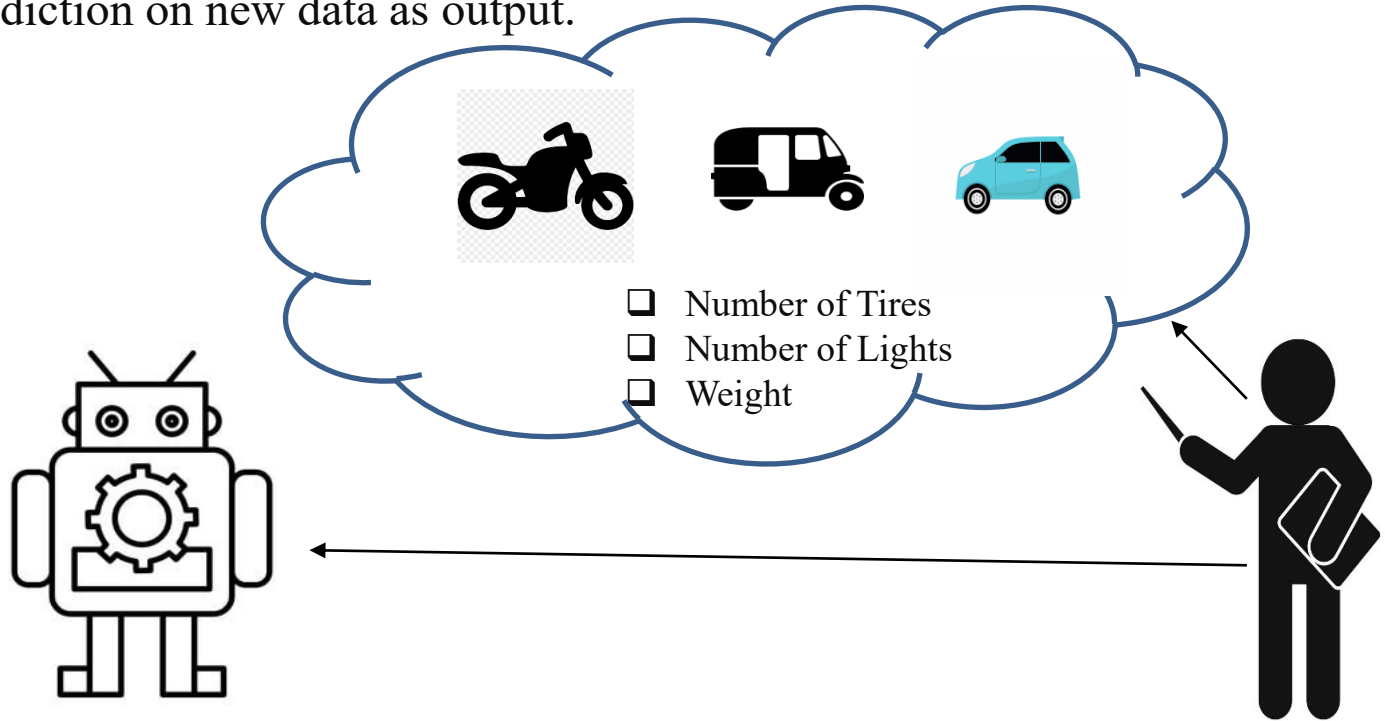 diction on new data as output.
❑ Number of Tires
❑ Number of Lights
❑ Weight